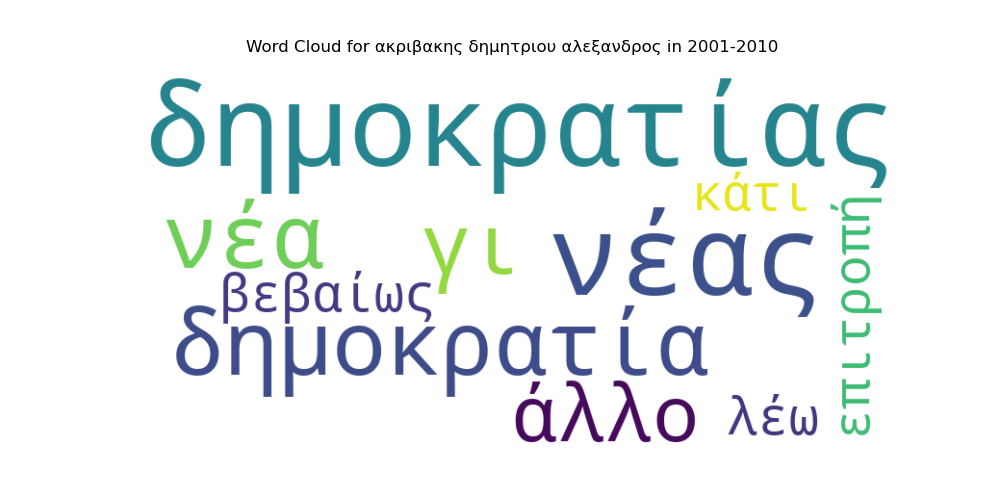 Word Cloud for ακριβακης δημητριου αλεξανδρος in 2001-2010
δημοκρατίας
κάτι
νέα
γι
νέας
επιτροπή
βεβαίως
δημοκρατία
άλλο
λέω